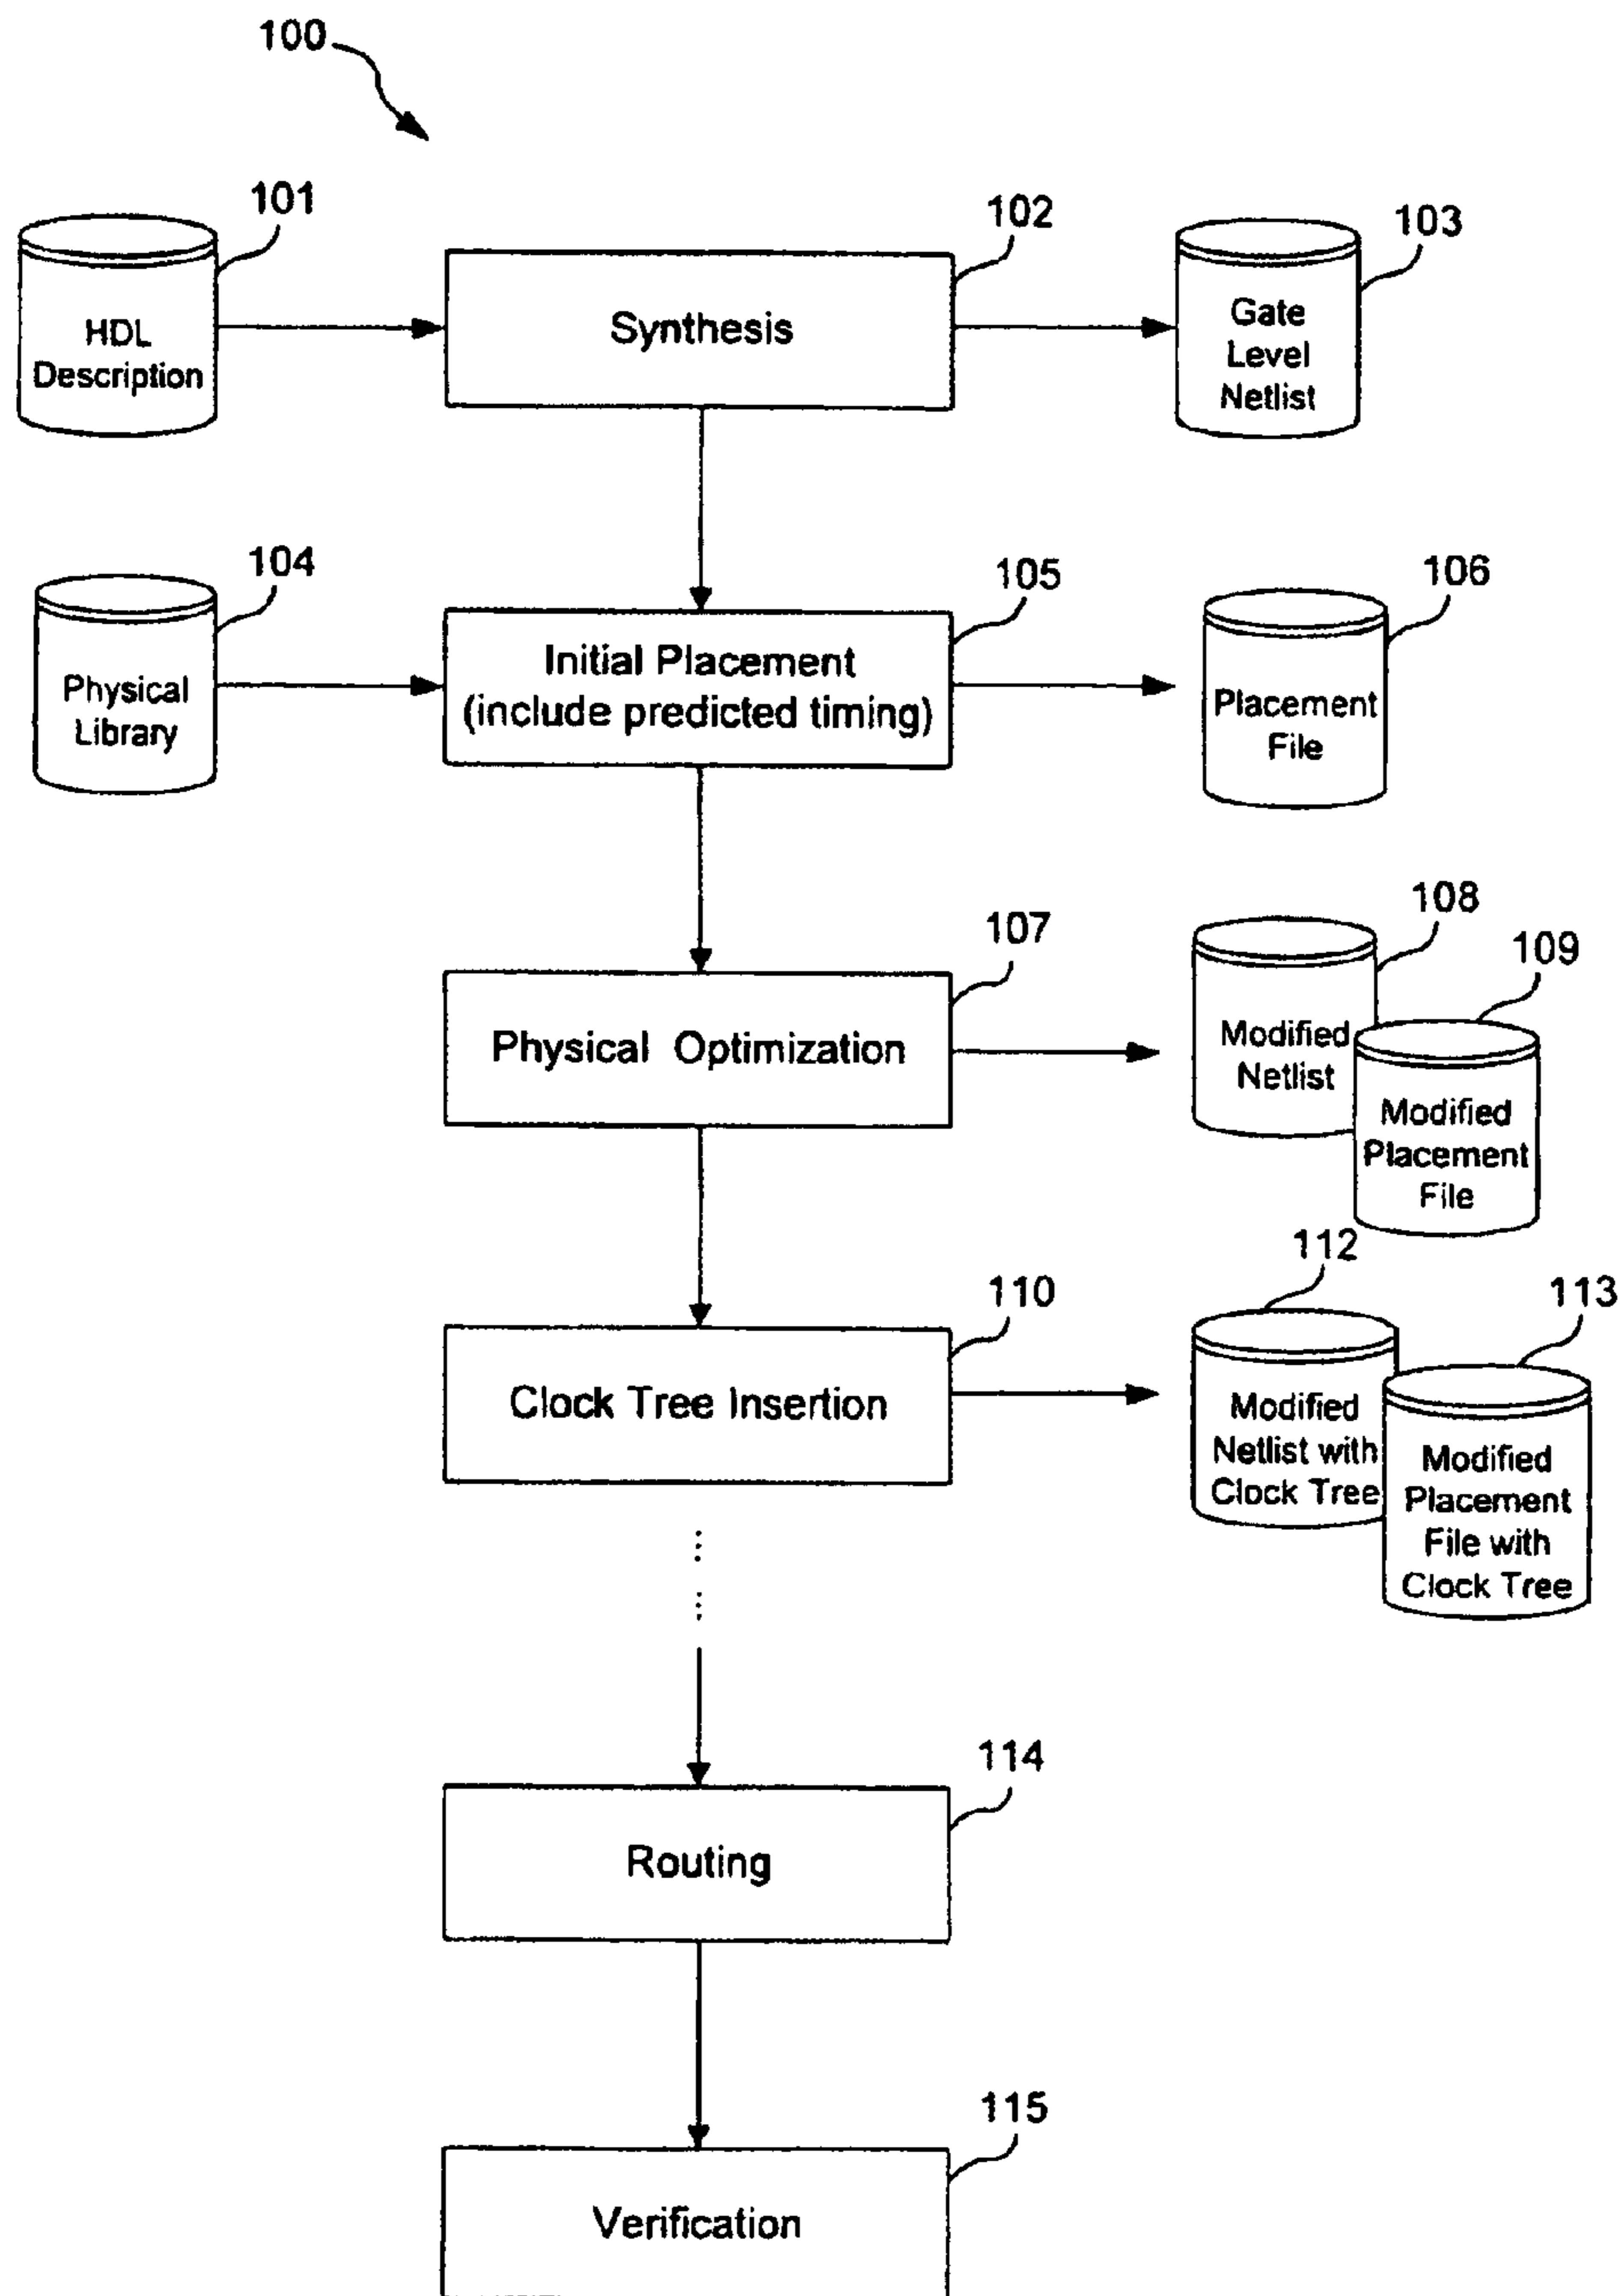 100
101
102
103
HDL
Description
Synthesis
Gate
Level
Netlist
104
105
106
Physical
Library
Initial Placement
(include predicted timing)
Placement
File
107
108
109
Physical Optimization
Modified
Netlist
Modified
Placement
File
110
112
113
Clock Tree Insertion
Modified
Netlist with
Clock Tree
Modified
Placement
File with
Clock Tree
114
Routing
115
Verification